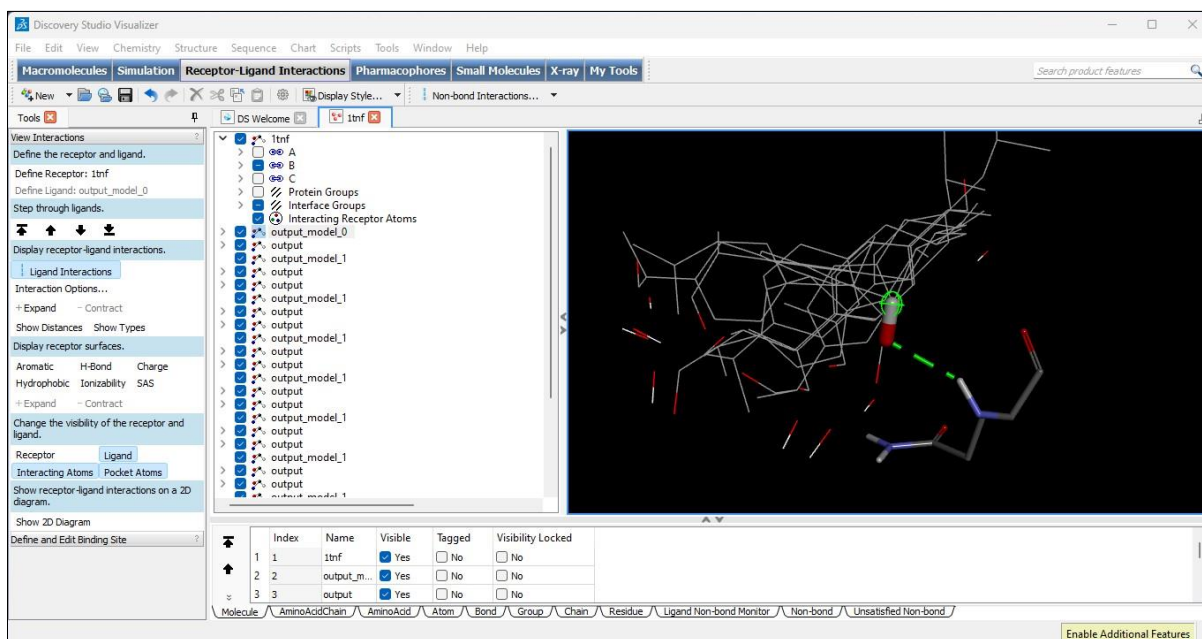 Discovery Studio Visualizer
File Edit View Chemistry Structure Sequence Chart Scripts Tools Window Help
Macromolecules Simulation Receptor-Ligand Interactions Pharmacophores Small Molecules X-ray My Tools
Search product features
New Display Style... Non-bond Interactions...
Tools
DS Welcome 1tnf
View Interactions ?
Define the receptor and ligand.
Define Receptor: 1tnf
Define Ligand: output_model_0
Step through ligands.
Display receptor-ligand interactions.
Ligand Interactions
Interaction Options...
+ Expand − Contract
Show Distances Show Types
Display receptor surfaces.
Aromatic H-Bond Charge
Hydrophobic Ionizability SAS
+ Expand − Contract
Change the visibility of the receptor and
ligand.
Receptor Ligand
Interacting Atoms Pocket Atoms
Show receptor-ligand interactions on a 2D
diagram.
Show 2D Diagram
Define and Edit Binding Site ?
1tnf
A
B
C
Protein Groups
Interface Groups
Interacting Receptor Atoms
output_model_0
output
output_model_1
output
output
output_model_1
output
output
output_model_1
output
output
output_model_1
output
output
output_model_1
output
output
output_model_1
output
output
output_model_1
Index Name Visible Tagged Visibility Locked
1 1 1tnf Yes No No
2 2 output_m... Yes No No
3 3 output Yes No No
Molecule AminoAcidChain AminoAcid Atom Bond Group Chain Residue Ligand Non-bond Monitor Non-bond Unsatisfied Non-bond
Enable Additional Features